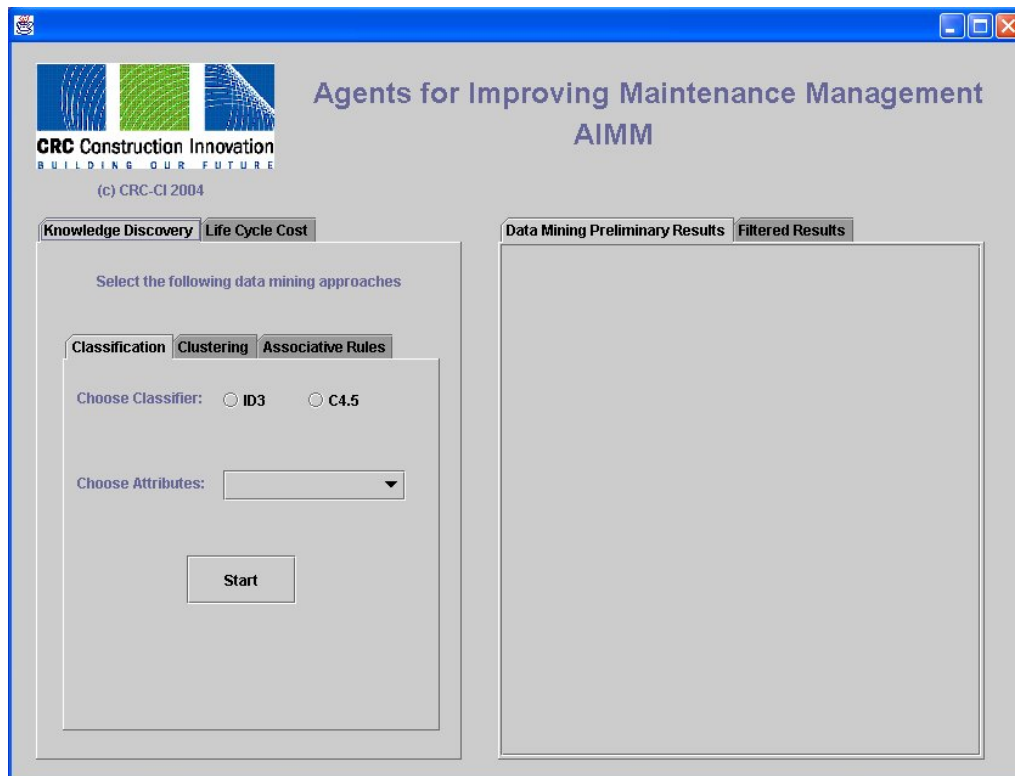 Agents for Improving Maintenance Management
AIMM
CRC Construction Innovation
BUILDING OUR FUTURE
(c) CRC-CI 2004
Knowledge Discovery Life Cycle Cost
Select the following data mining approaches
Classification Clustering Associative Rules
Choose Classifier: ID3 C4.5
Choose Attributes:
Start
Data Mining Preliminary Results Filtered Results